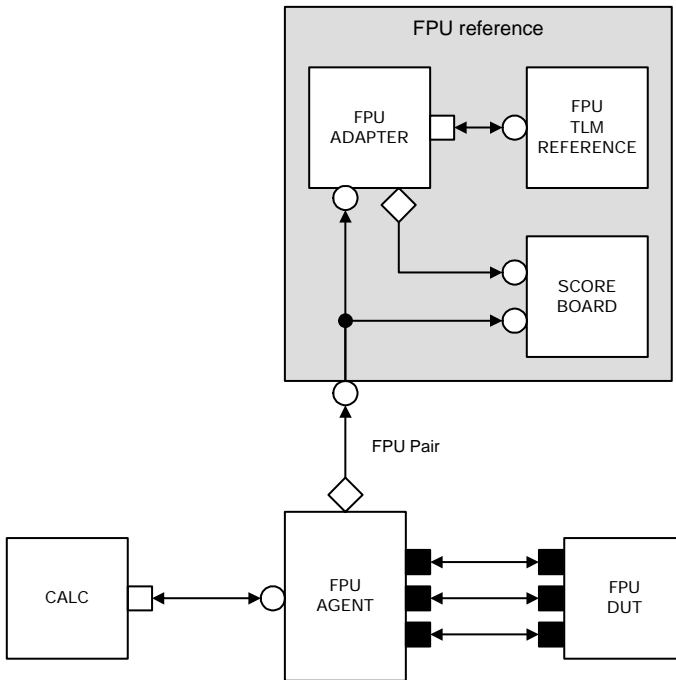 FPU reference
FPU
ADAPTER
FPU
TLM
REFERENCE
SCORE
BOARD
FPU Pair
CALC
FPU
AGENT
FPU
DUT